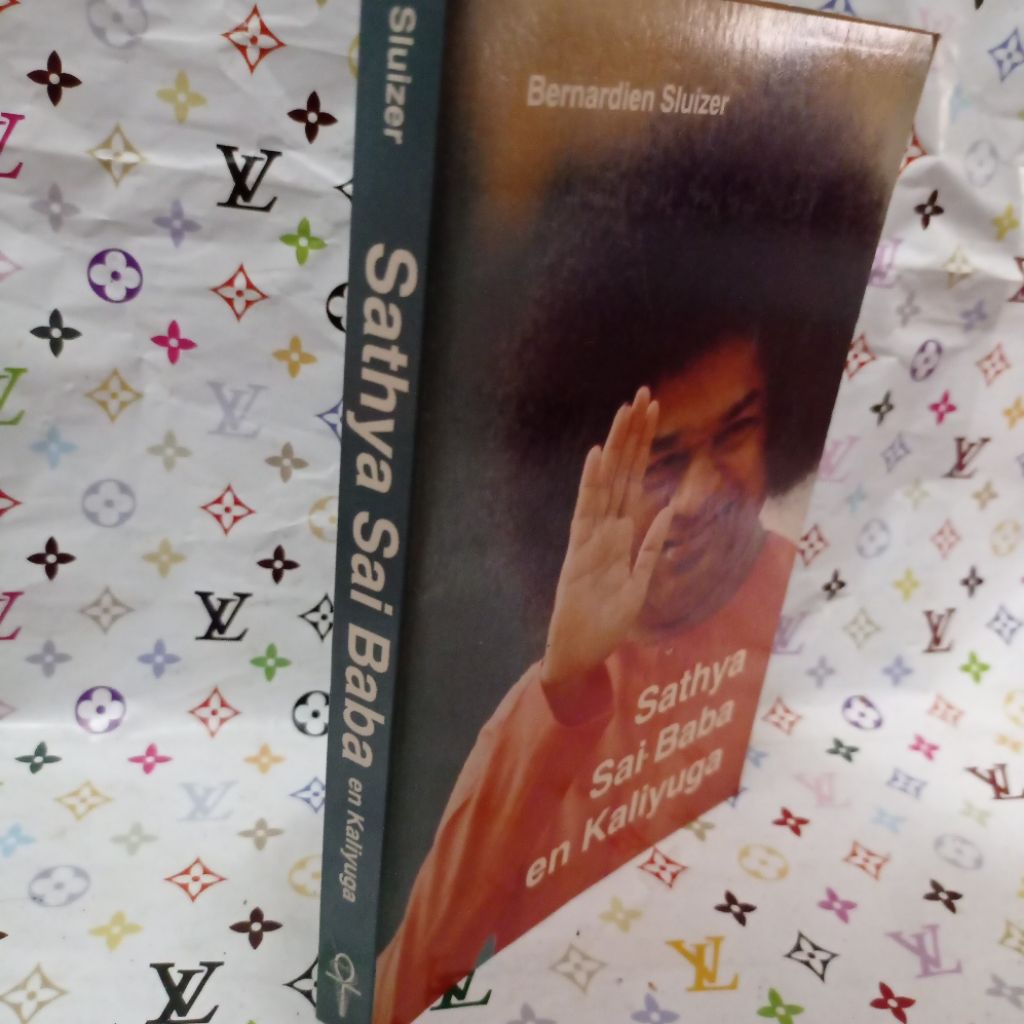 Sluizer
Sathya Sai Baba en Kaliyuga
Bernardien Sluizer
Sathya
Sai Baba
en Kaliyuga